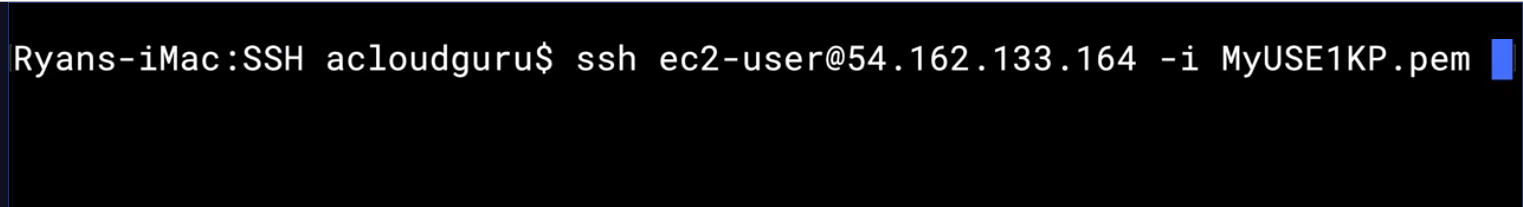 Ryans-iMac:SSH acloudguru$ ssh ec2-user@54.162.133.164 -i MyUSE1KP.pem